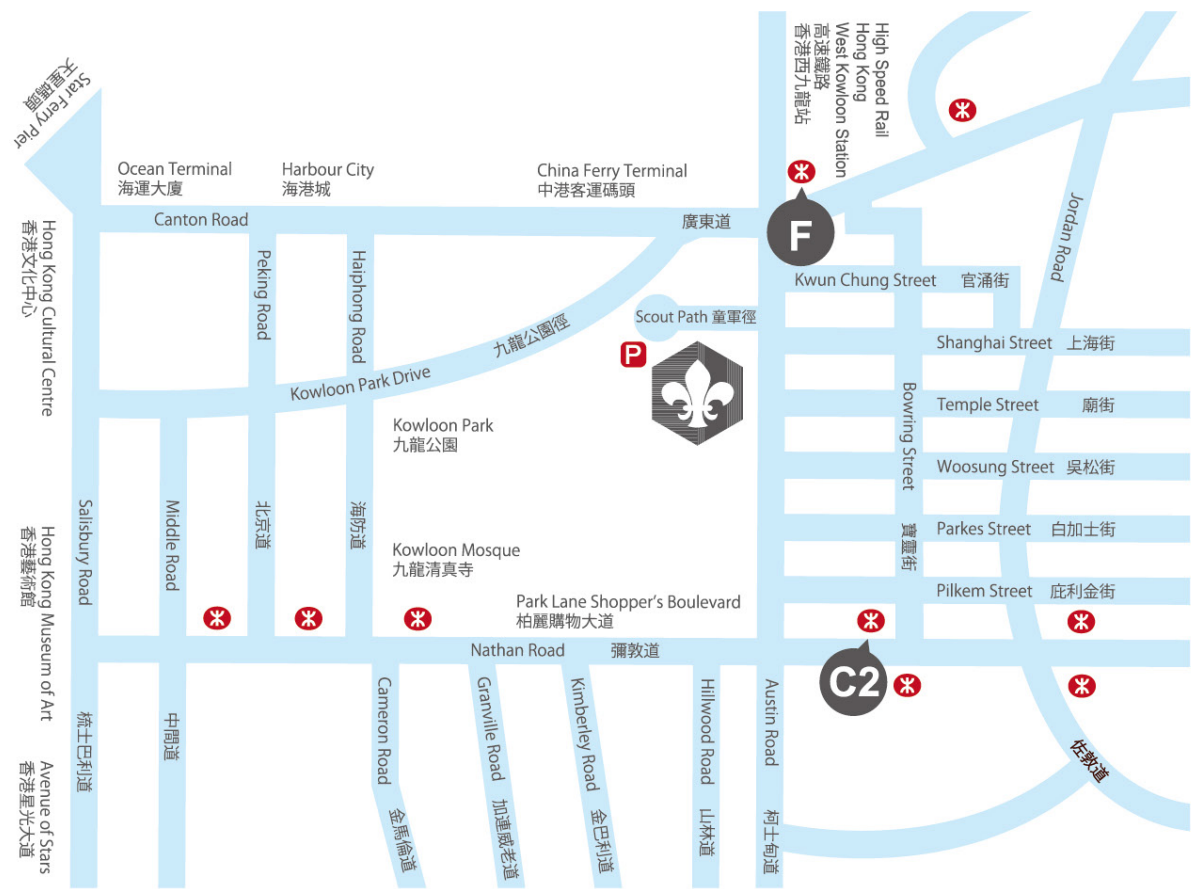 Star Ferry Pier
天星碼頭
High Speed Rail
Hong Kong
West Kowloon Station
高速鐵路
香港西九龍站
Ocean Terminal
海運大廈
Harbour City
海港城
China Ferry Terminal
中港客運碼頭
Canton Road
廣東道
F
Hong Kong Cultural Centre
香港文化中心
Peking Road
Haiphong Road
Jordan Road
Kwun Chung Street 官涌街
Scout Path 童軍徑
P
Shanghai Street 上海街
九龍公園徑
Kowloon Park Drive
Temple Street 廟街
Bowring Street
Kowloon Park
九龍公園
Woosung Street 吳松街
Salisbury Road
Middle Road
北京道
海防道
Hong Kong Museum of Art
香港藝術館
Kowloon Mosque
九龍清真寺
Parkes Street 白加士街
寶靈街
Pilkem Street 庇利金街
Park Lane Shopper's Boulevard
柏麗購物大道
Nathan Road 彌敦道
C2
Cameron Road
金馬倫道
Granville Road
加連威老道
Kimberley Road
金巴利道
Hillwood Road
山林道
Austin Road
柯士甸道
佐敦道
梳士巴利道
中間道
Avenue of Stars
香港星光大道